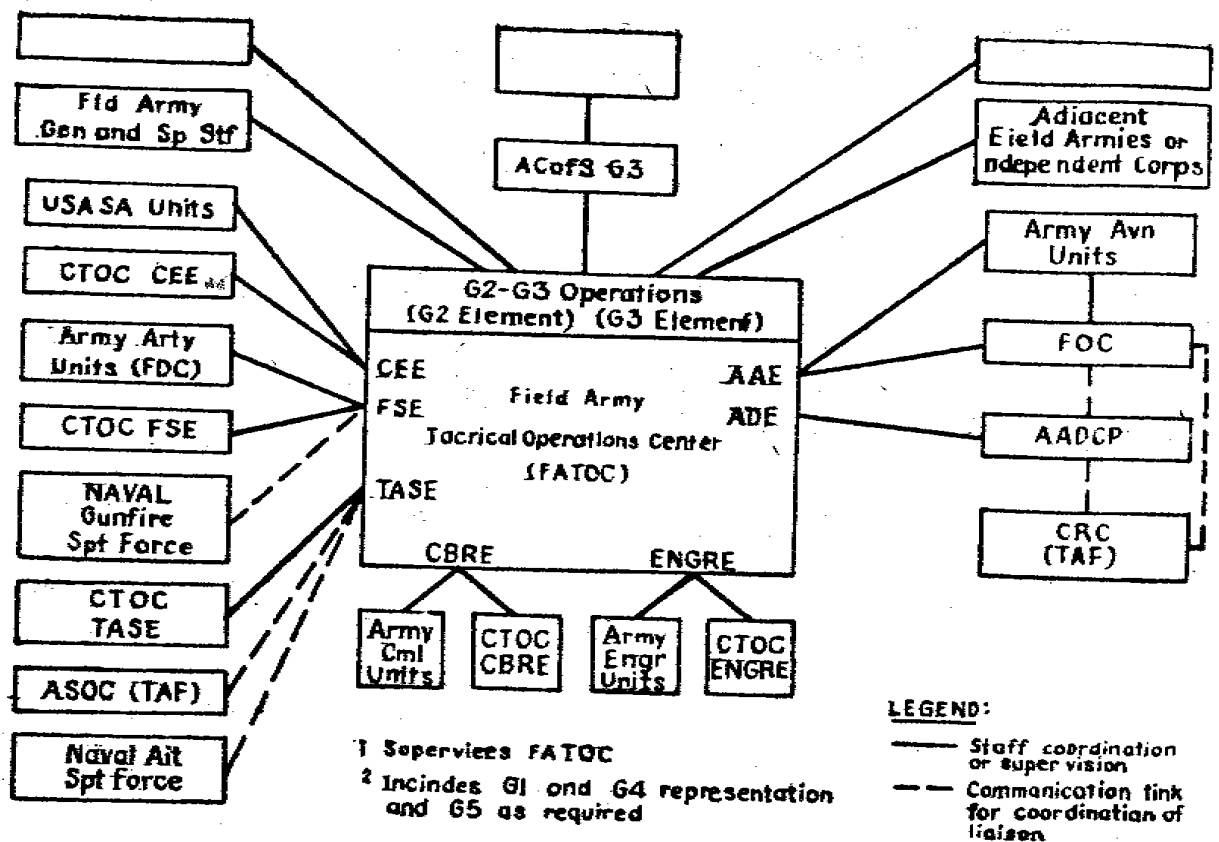 Fld Army
Gen and Sp Stf
ACofS G3
Adiacent
Eield Armies or
ndependent Corps
USASA Units
CTOC CEE
Army Arty
Units (FDC)
CTOC FSE
NAVAL
Gunfire
Spt Force
CTOC
TASE
ASOC (TAF)
Naval Ait
Spt force
G2-G3 Operations
(G2 Element) (G3 Element)
CEE
FSE
TASE
AAE
ADE
Field Army
Jacrical Operations Center
(FATOC)
CBRE
ENGRE
Army Avn
Units
FOC
AADCP
CRC
(TAF)
Army
Cml
Units
CTOC
CBRE
Army
Engr
Units
CTOC
ENGRE
1 Sopervices FATOC
2 Incindes G1 ond G4 representation
and G5 as required
LEGEND:
Staff coordination
or super vision
Commanication tink
for coordination of
liaison